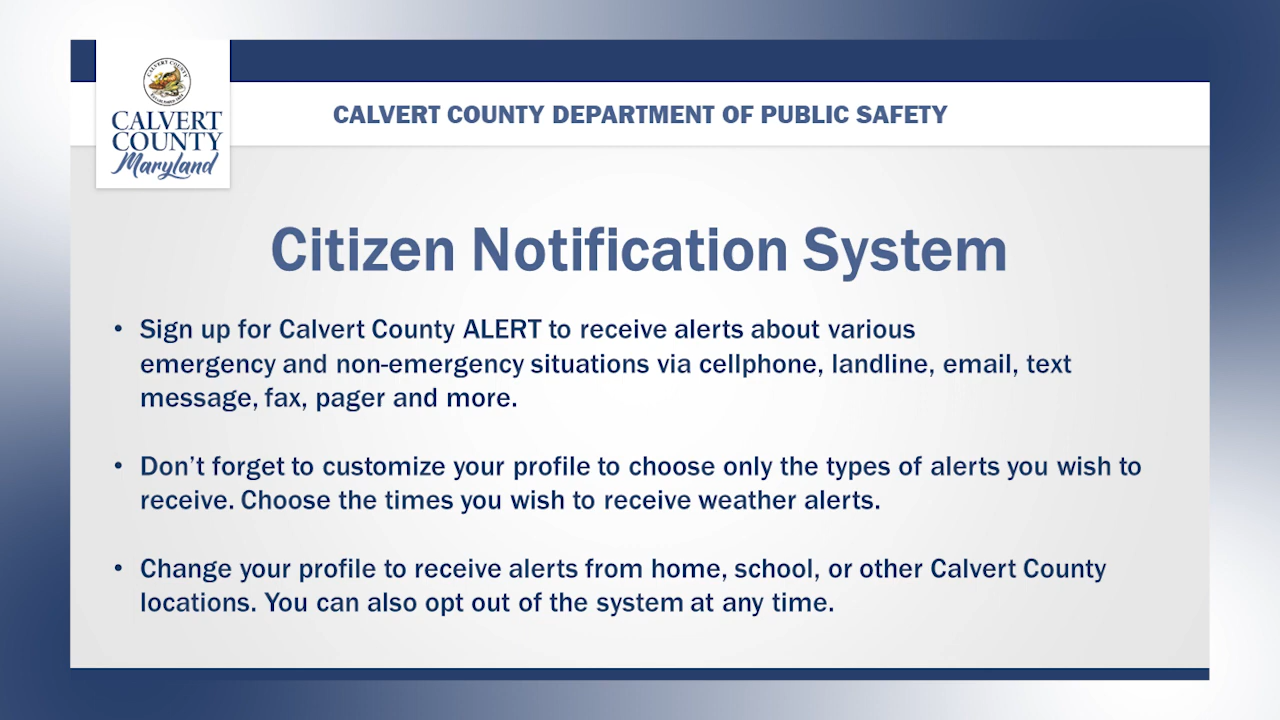 CALVERT COUNTY
CALVERT
COUNTY
Maryland
CALVERT COUNTY DEPARTMENT OF PUBLIC SAFETY
Citizen Notification System
• Sign up for Calvert County ALERT to receive alerts about various
emergency and non-emergency situations via cellphone, landline, email, text
message, fax, pager and more.
• Don’t forget to customize your profile to choose only the types of alerts you wish to
receive. Choose the times you wish to receive weather alerts.
• Change your profile to receive alerts from home, school, or other Calvert County
locations. You can also opt out of the system at any time.